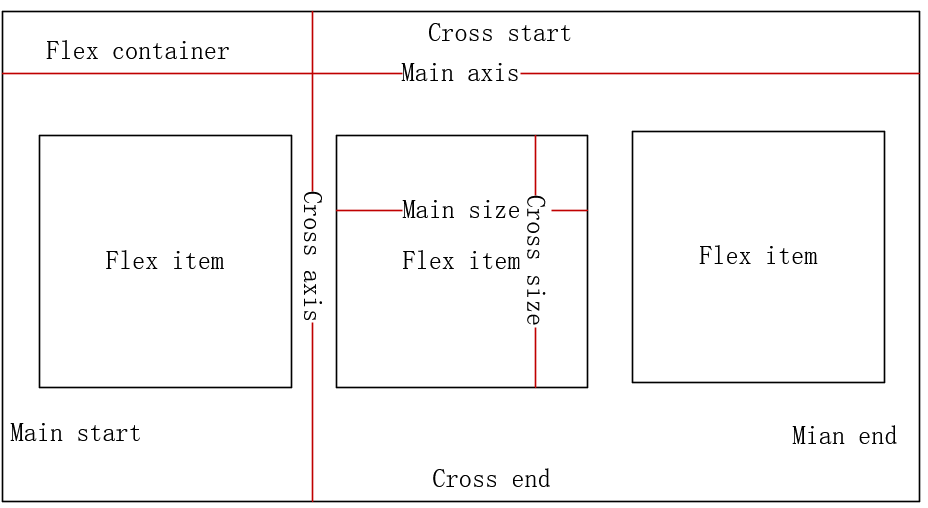 Cross start
Flex container
Main axis
Cross axis
Main size
Cross size
Flex item
Flex item
Flex item
Main start
Mian end
Cross end